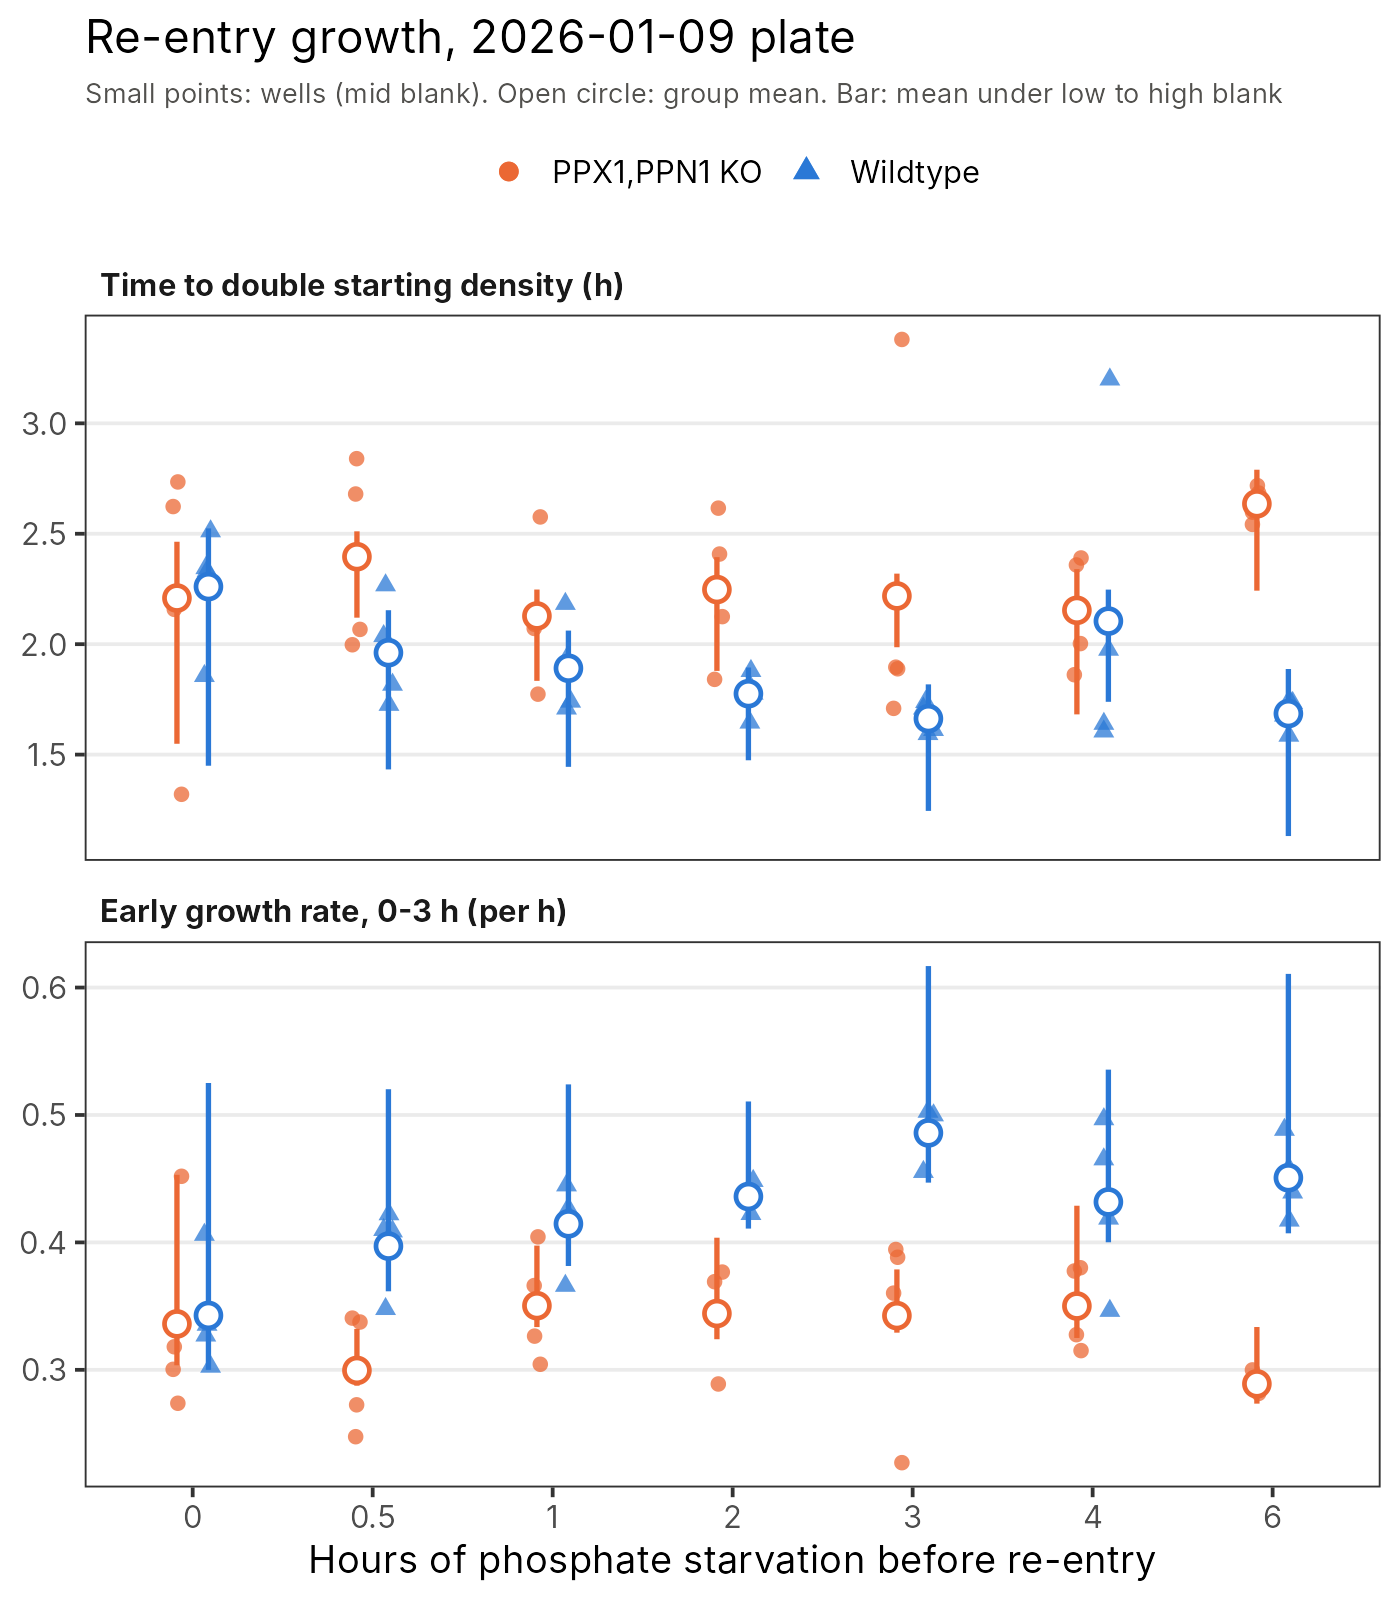 Re-entry growth, 2026-01-09 plate
Small points: wells (mid blank). Open circle: group mean. Bar: mean under low to high blank
PPX1,PPN1 KO Wildtype
Time to double starting density (h)
3.0
2.5
2.0
1.5
Early growth rate, 0-3 h (per h)
0.6
0.5
0.4
0.3
0 0.5 1 2 3 4 6
Hours of phosphate starvation before re-entry